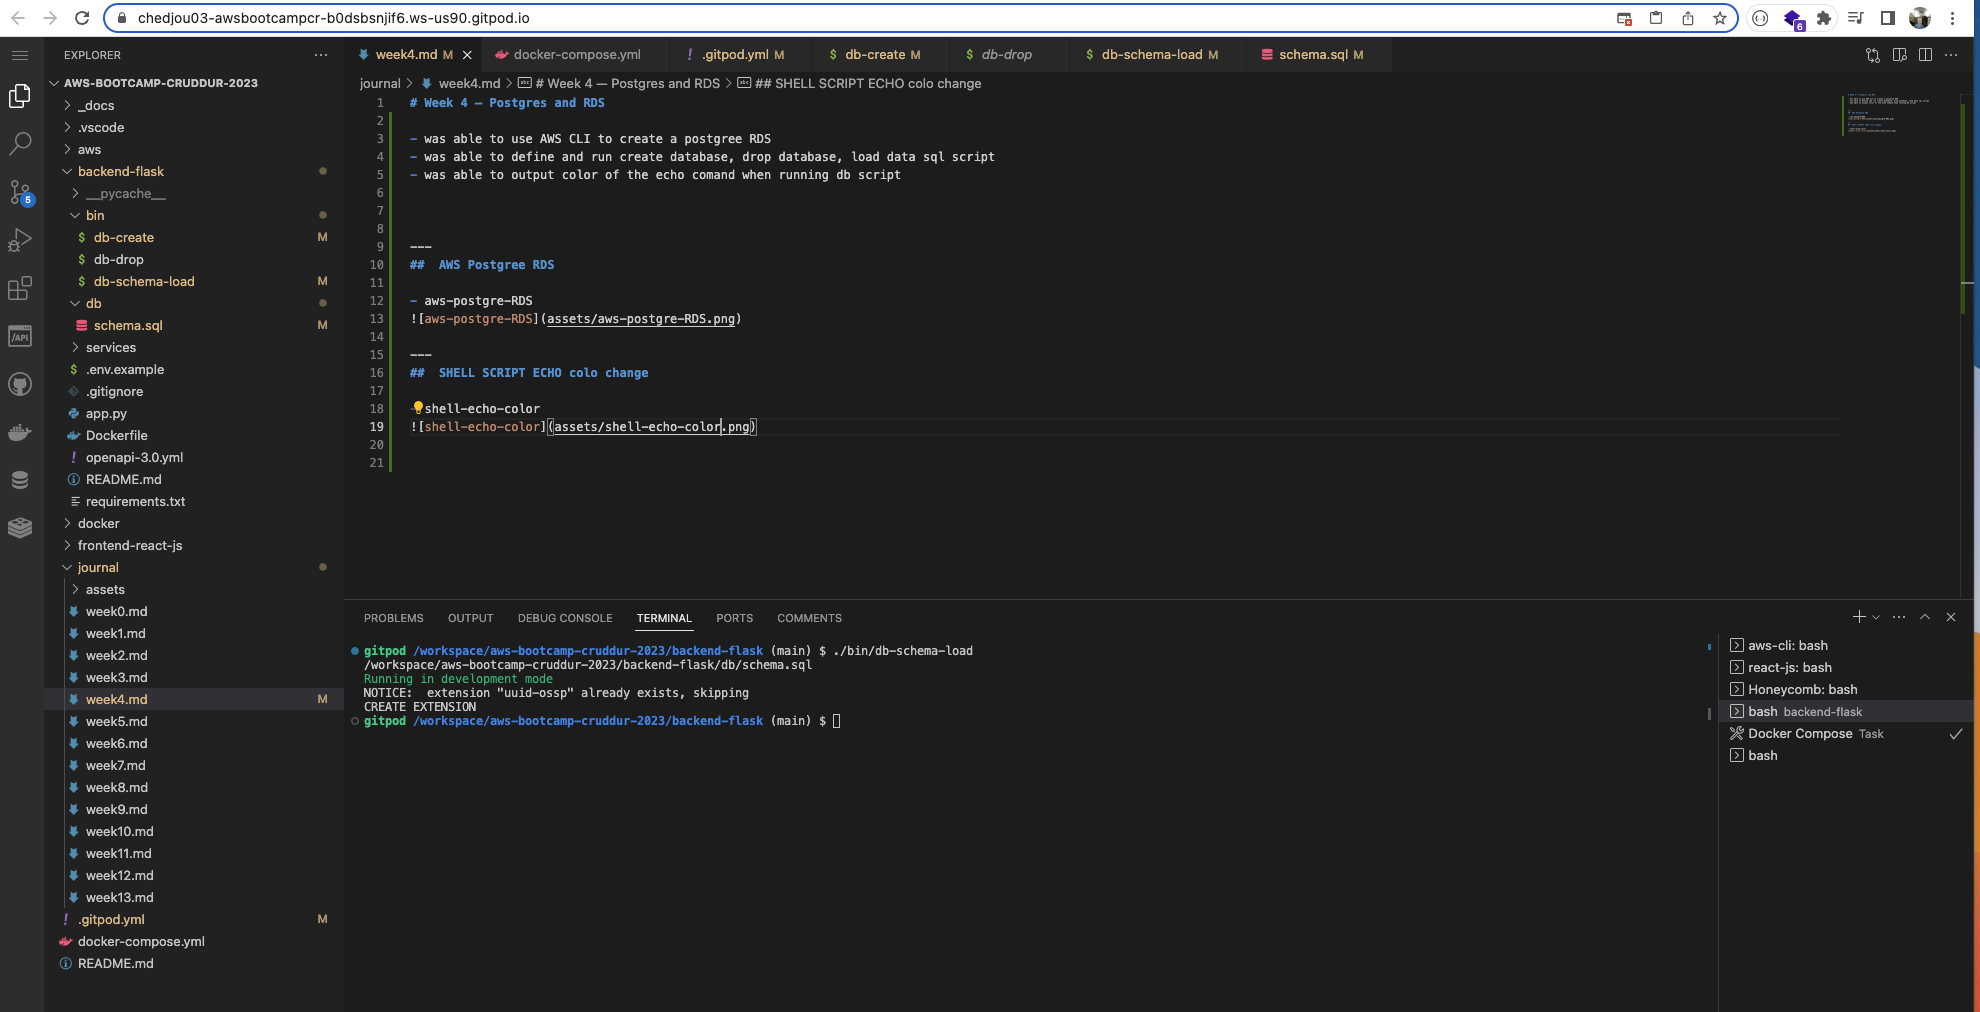 chedjou03-awsbootcampcr-b0dsbsnjif6.ws-us90.gitpod.io
6
EXPLORER
week4.md M
docker-compose.yml
! .gitpod.yml M
$ db-create M
$ db-drop
$ db-schema-load M
schema.sql M
AWS-BOOTCAMP-CRUDDUR-2023
journal > week4.md > # Week 4 — Postgres and RDS > ## SHELL SCRIPT ECHO colo change
_docs
.vscode
aws
backend-flask
__pycache__
bin
$ db-create M
$ db-drop
$ db-schema-load M
db
schema.sql M
services
$ .env.example
.gitignore
app.py
Dockerfile
! openapi-3.0.yml
README.md
requirements.txt
docker
frontend-react-js
journal
assets
week0.md
week1.md
week2.md
week3.md
week4.md M
week5.md
week6.md
week7.md
week8.md
week9.md
week10.md
week11.md
week12.md
week13.md
! .gitpod.yml M
docker-compose.yml
README.md
5
/API
1 # Week 4 — Postgres and RDS
2
3 - was able to use AWS CLI to create a postgree RDS
4 - was able to define and run create database, drop database, load data sql script
5 - was able to output color of the echo comand when running db script
6
7
8
9 ---
10 ##  AWS Postgree RDS
11
12 - aws-postgre-RDS
13 ![aws-postgre-RDS](assets/aws-postgre-RDS.png)
14
15 ---
16 ##  SHELL SCRIPT ECHO colo change
17
18 shell-echo-color
19 ![shell-echo-color](assets/shell-echo-color.png)
20
21
PROBLEMS OUTPUT DEBUG CONSOLE TERMINAL PORTS COMMENTS
gitpod /workspace/aws-bootcamp-cruddur-2023/backend-flask (main) $ ./bin/db-schema-load
/workspace/aws-bootcamp-cruddur-2023/backend-flask/db/schema.sql
Running in development mode
NOTICE:  extension "uuid-ossp" already exists, skipping
CREATE EXTENSION
gitpod /workspace/aws-bootcamp-cruddur-2023/backend-flask (main) $
aws-cli: bash
react-js: bash
Honeycomb: bash
bash backend-flask
Docker Compose Task
bash